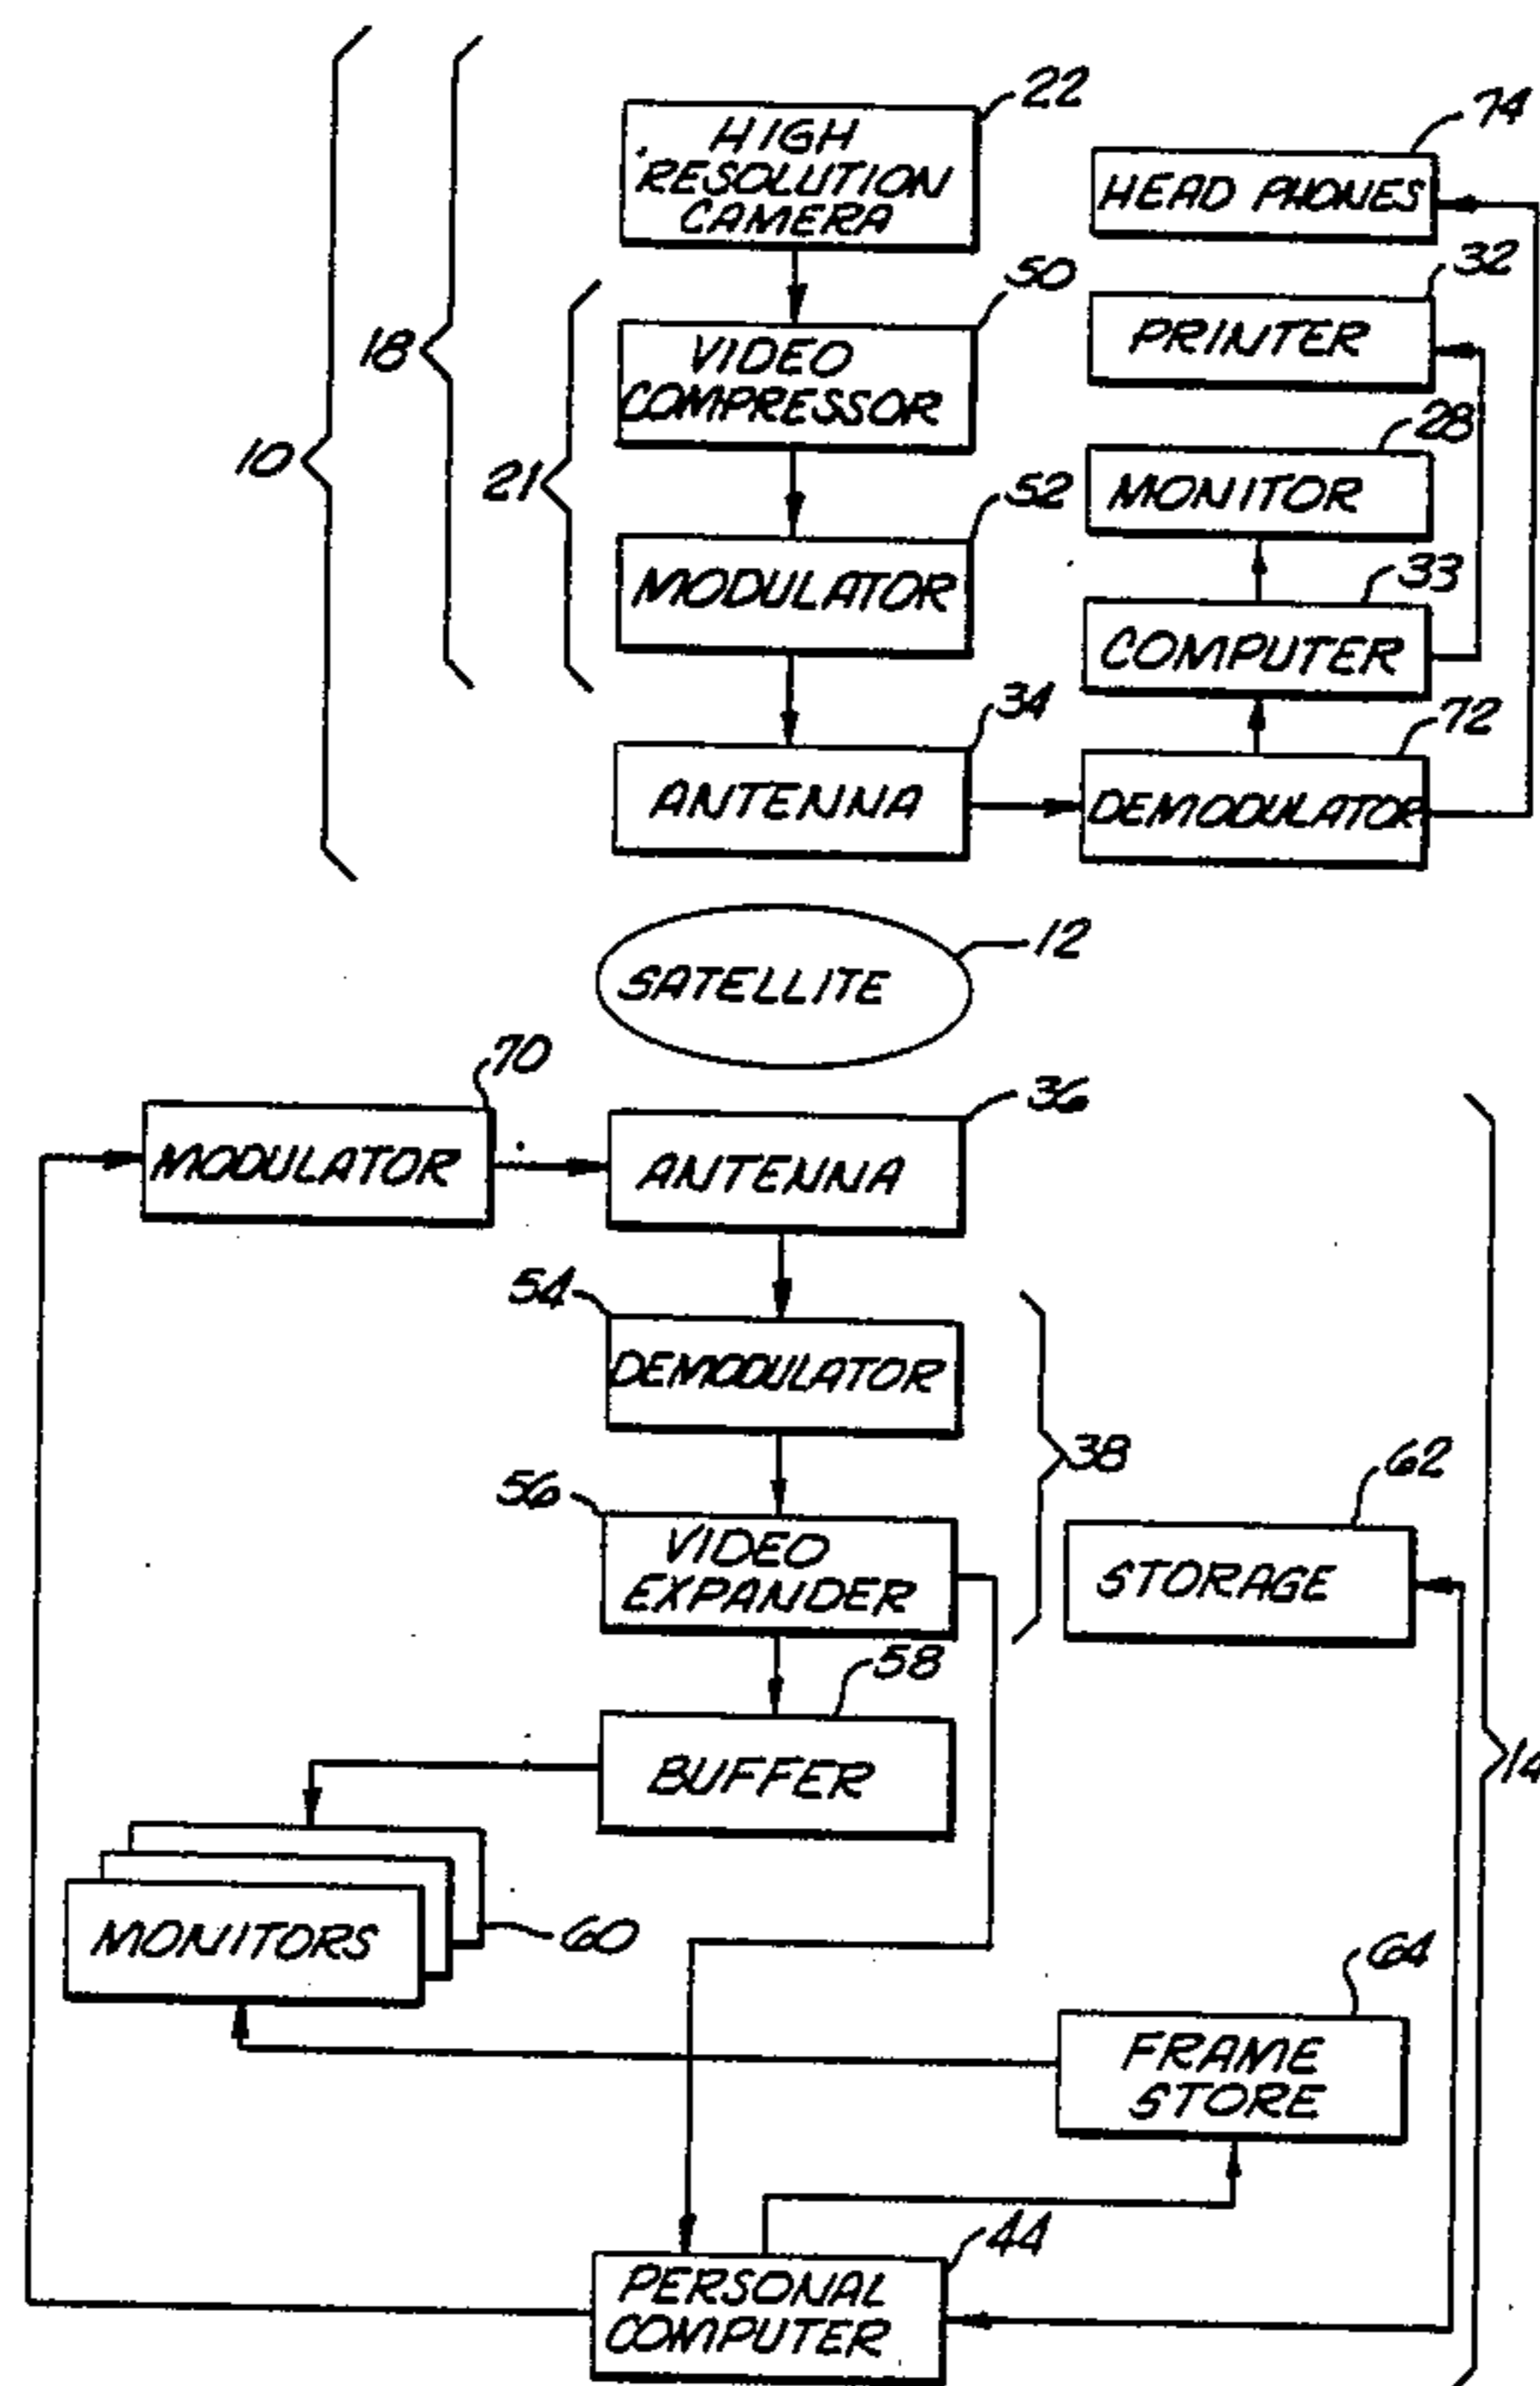 22
HIGH
RESOLUTION
CAMERA
74
HEAD PHONES
32
PRINTER
18
50
VIDEO
COMPRESSOR
28
MONITOR
10
21
52
MODULATOR
33
COMPUTER
34
ANTENNA
72
DEMODULATOR
12
SATELLITE
70
MODULATOR
36
ANTENNA
54
DEMODULATOR
38
62
STORAGE
56
VIDEO
EXPANDER
58
BUFFER
14
MONITORS
60
64
FRAME
STORE
44
PERSONAL
COMPUTER